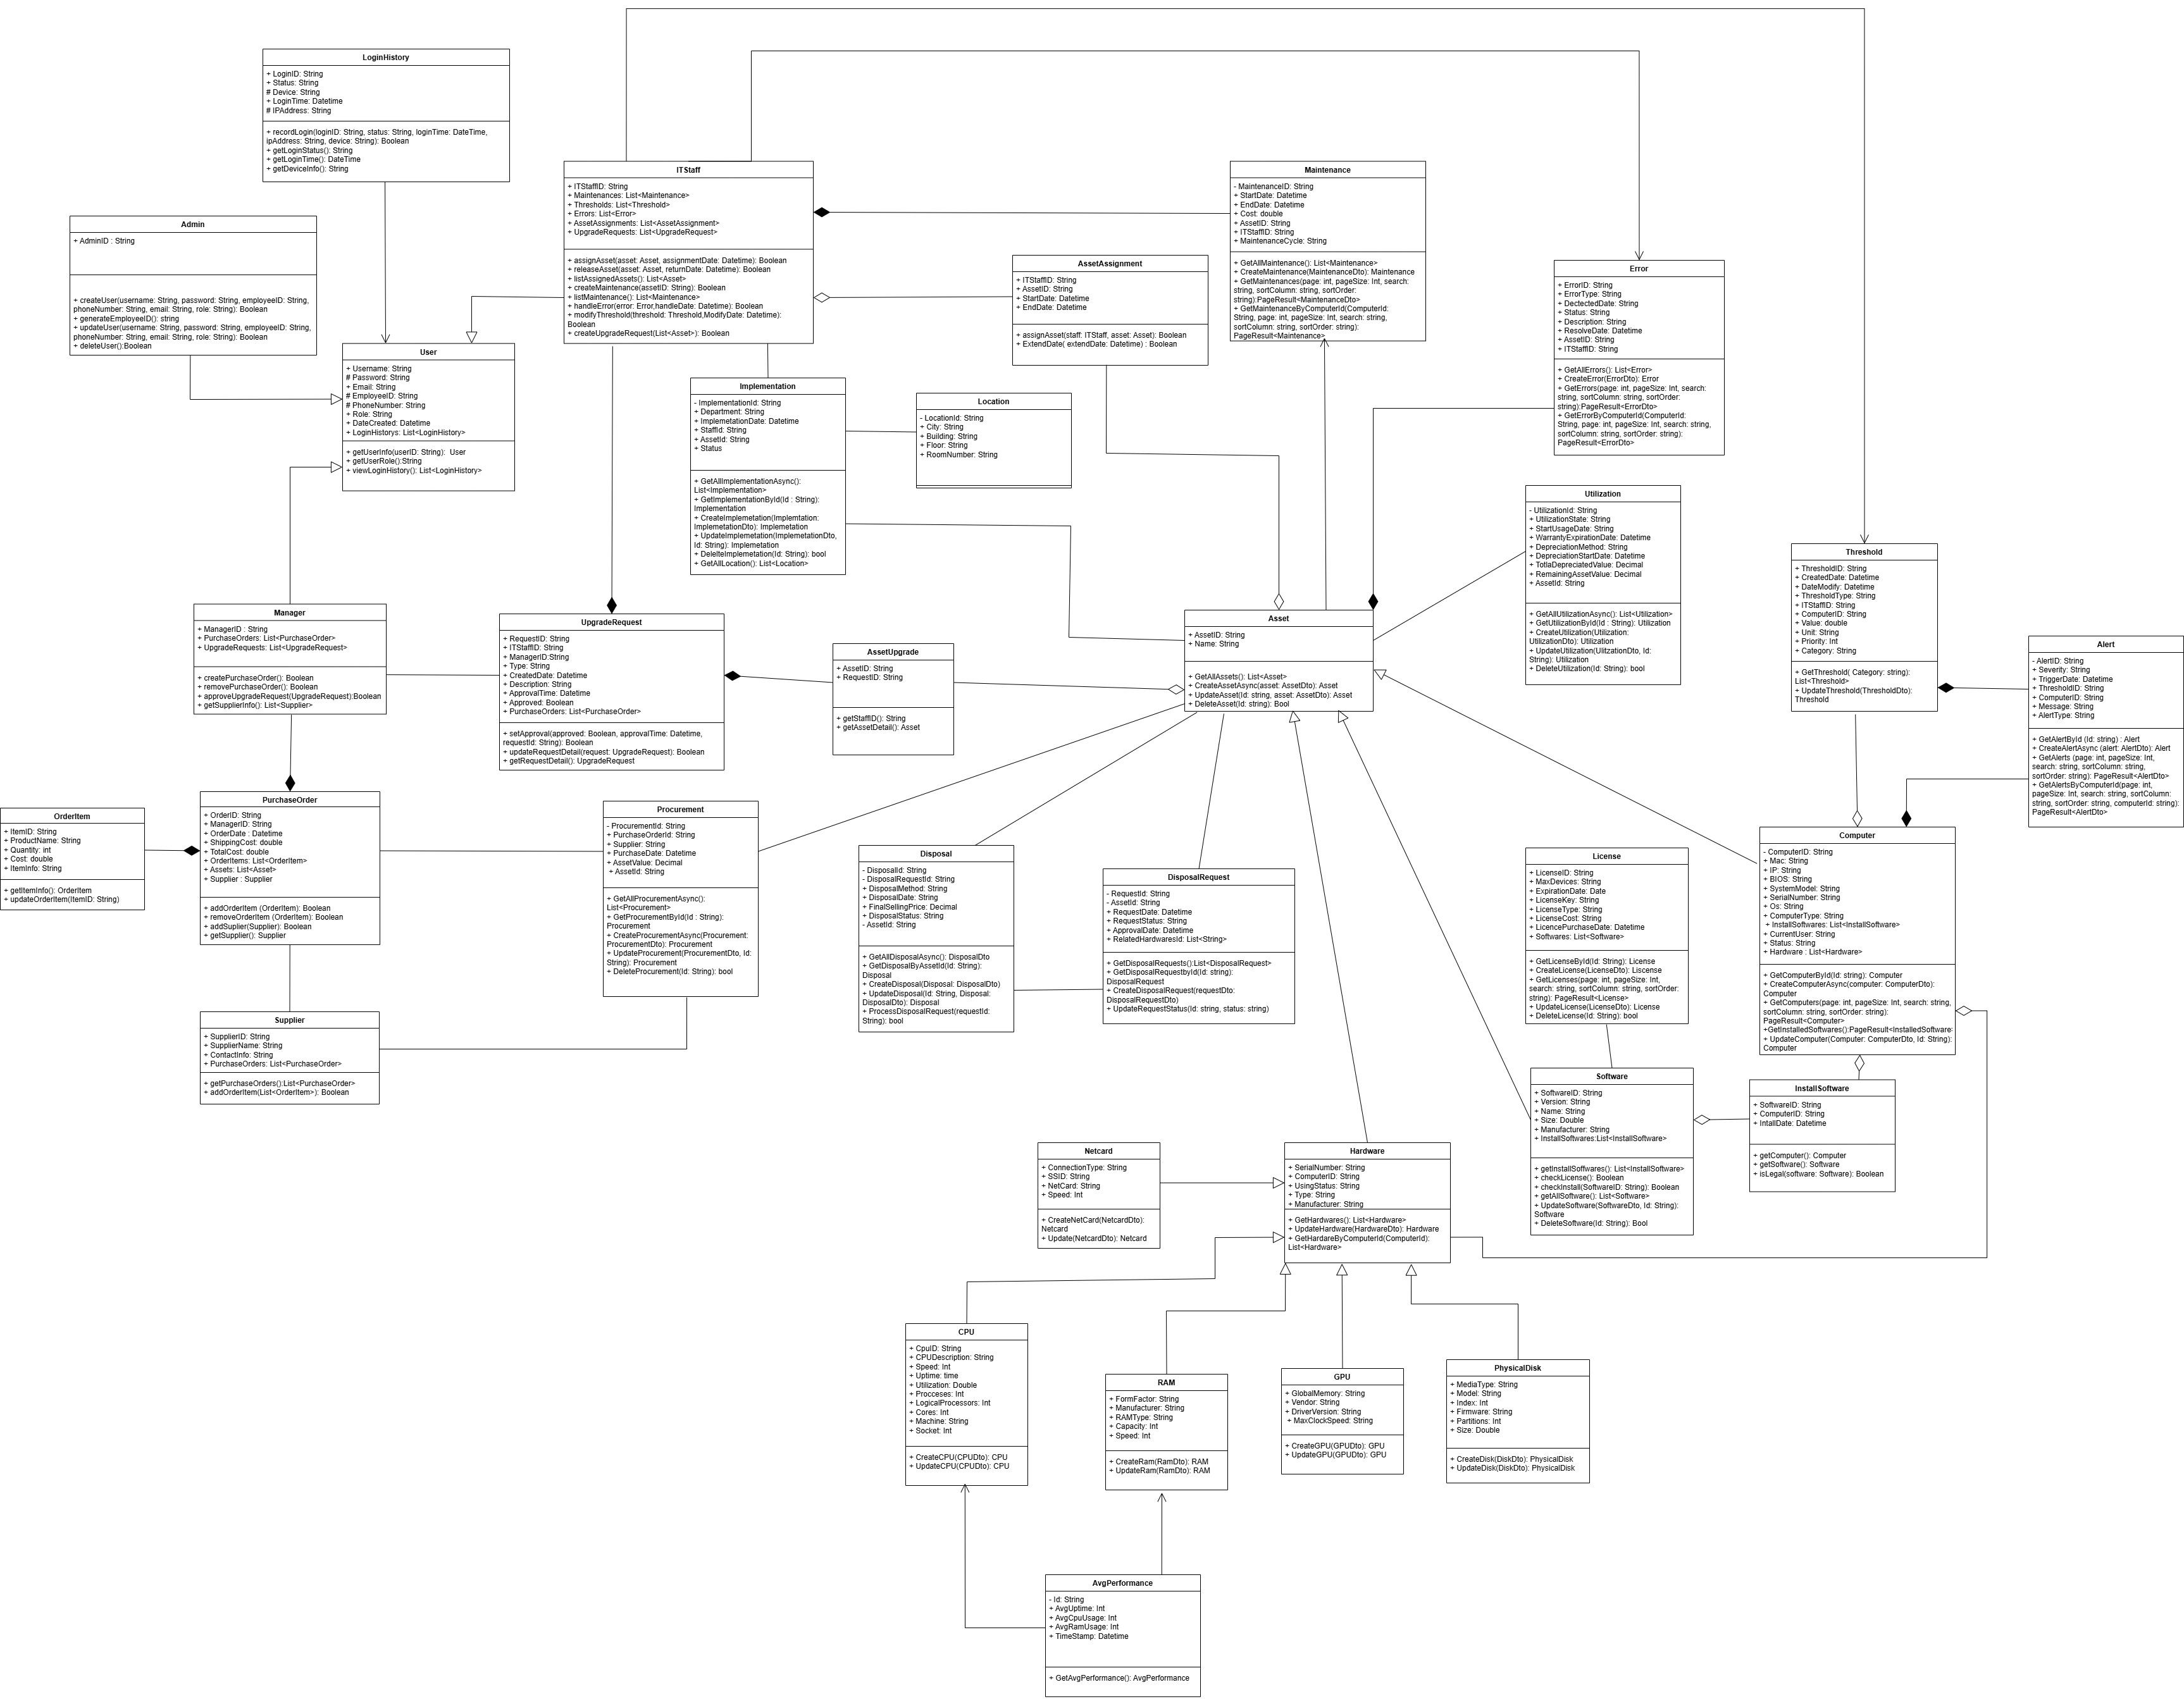 LoginHistory
+ LoginID: String
+ Status: String
# Device: String
+ LoginTime: Datetime
# IPAddress: String
+ recordLogin(loginID: String, status: String, loginTime: DateTime,
ipAddress: String, device: String): Boolean
+ getLoginStatus(): String
+ getLoginTime(): DateTime
+ getDeviceInfo(): String
Admin
+ AdminID : String
+ createUser(username: String, password: String, employeeID: String,
phoneNumber: String, email: String, role: String): Boolean
+ generateEmployeeID(): string
+ updateUser(username: String, password: String, employeeID: String,
phoneNumber: String, email: String, role: String): Boolean
+ deleteUser():Boolean
User
+ Username: String
# Password: String
+ Email: String
# EmployeeID: String
# PhoneNumber: String
+ Role: String
+ DateCreated: Datetime
+ LoginHistorys: List<LoginHistory>
+ getUserInfo(userID: String): User
+ getUserRole():String
+ viewLoginHistory(): List<LoginHistory>
ITStaff
+ ITStaffID: String
+ Maintenances: List<Maintenance>
+ Thresholds: List<Threshold>
+ Errors: List<Error>
+ AssetAssignments: List<AssetAssignment>
+ UpgradeRequests: List<UpgradeRequest>
+ assignAsset(asset: Asset, assignmentDate: Datetime): Boolean
+ releaseAsset(asset: Asset, returnDate: Datetime): Boolean
+ listAssignedAssets(): List<Asset>
+ createMaintenance(assetID: String): Boolean
+ listMaintenance(): List<Maintenance>
+ handleError(error: Error,handleDate: Datetime): Boolean
+ modifyThreshold(threshold: Threshold,ModifyDate: Datetime):
Boolean
+ createUpgradeRequest(List<Asset>): Boolean
Maintenance
- MaintenanceID: String
+ StartDate: Datetime
+ EndDate: Datetime
+ Cost: double
+ AssetID: String
+ ITStaffID: String
+ MaintenanceCycle: String
+ GetAllMaintenance(): List<Maintenance>
+ CreateMaintenance(MaintenanceDto): Maintenance
+ GetMaintenances(page: int, pageSize: Int, search:
string, sortColumn: string, sortOrder:
string):PageResult<MaintenanceDto>
+ GetMaintenanceByComputerId(ComputerId:
String, page: int, pageSize: Int, search: string,
sortColumn: string, sortOrder: string):
PageResult<Maintenance>
AssetAssignment
+ ITStaffID: String
+ AssetID: String
+ StartDate: Datetime
+ EndDate: Datetime
+ assignAsset(staff: ITStaff, asset: Asset): Boolean
+ ExtendDate( extendDate: Datetime) : Boolean
Error
+ ErrorID: String
+ ErrorType: String
+ DectectedDate: String
+ Status: String
+ Description: String
+ ResolveDate: Datetime
+ AssetID: String
+ ITStaffID: String
+ GetAllErrors(): List<Error>
+ CreateError(ErrorDto): Error
+ GetErrors(page: int, pageSize: Int, search:
string, sortColumn: string, sortOrder:
string):PageResult<ErrorDto>
+ GetErrorByComputerId(ComputerId:
String, page: int, pageSize: Int, search: string,
sortColumn: string, sortOrder: string):
PageResult<ErrorDto>
Implementation
- ImplementationId: String
+ Department: String
+ ImplemetationDate: Datetime
+ StaffId: String
+ AssetId: String
+ Status
+ GetAllImplementationAsync():
List<Implementation>
+ GetImplementationById(Id : String):
Implementation
+ CreateImplemetation(Implemtation:
ImplemetationDto): Implemetation
+ UpdateImplemetation(ImplemetationDto,
Id: String): Implemetation
+ DelelteImplemetation(Id: String): bool
+ GetAllLocation(): List<Location>
Location
- LocationId: String
+ City: String
+ Building: String
+ Floor: String
+ RoomNumber: String
Utilization
- UtilizationId: String
+ UtilizationState: String
+ StartUsageDate: String
+ WarrantyExpirationDate: Datetime
+ DepreciationMethod: String
+ DepreciationStartDate: Datetime
+ TotlaDepreciatedValue: Decimal
+ RemainingAssetValue: Decimal
+ AssetId: String
+ GetAllUtilizationAsync(): List<Utilization>
+ GetUtilizationById(Id : String): Utilization
+ CreateUtilization(Utilization:
UtilizationDto): Utilization
+ UpdateUtilization(UlitzationDto, Id:
String): Utilization
+ DeleteUtilization(Id: String): bool
Threshold
+ ThresholdID: String
+ CreatedDate: Datetime
+ DateModify: Datetime
+ ThresholdType: String
+ ITStaffID: String
+ ComputerID: String
+ Value: double
+ Unit: String
+ Priority: Int
+ Category: String
+ GetThreshold( Category: string):
List<Threshold>
+ UpdateThreshold(ThresholdDto):
Threshold
Alert
- AlertID: String
+ Severity: String
+ TriggerDate: Datetime
+ ThresholdID: String
+ ComputerID: String
+ Message: String
+ AlertType: String
+ GetAlertById (Id: string) : Alert
+ CreateAlertAsync (alert: AlertDto): Alert
+ GetAlerts (page: int, pageSize: Int,
search: string, sortColumn: string,
sortOrder: string): PageResult<AlertDto>
+ GetAlertsByComputerId(page: int,
pageSize: Int, search: string, sortColumn:
string, sortOrder: string, computerId: string):
PageResult<AlertDto>
Manager
+ ManagerID : String
+ PurchaseOrders: List<PurchaseOrder>
+ UpgradeRequests: List<UpgradeRequest>
+ createPurchaseOrder(): Boolean
+ removePurchaseOrder(): Boolean
+ approveUpgradeRequest(UpgradeRequest):Boolean
+ getSupplierInfo(): List<Supplier>
UpgradeRequest
+ RequestID: String
+ ITStaffID: String
+ ManagerID:String
+ Type: String
+ CreatedDate: Datetime
+ Description: String
+ ApprovalTime: Datetime
+ Approved: Boolean
+ PurchaseOrders: List<PurchaseOrder>
+ setApproval(approved: Boolean, approvalTime: Datetime,
requestId: String): Boolean
+ updateRequestDetail(request: UpgradeRequest): Boolean
+ getRequestDetail(): UpgradeRequest
AssetUpgrade
+ AssetID: String
+ RequestID: String
+ getStaffID(): String
+ getAssetDetail(): Asset
Asset
+ AssetID: String
+ Name: String
+ GetAllAssets(): List<Asset>
+ CreateAssetAsync(asset: AssetDto): Asset
+ UpdateAsset(Id: string, asset: AssetDto): Asset
+ DeleteAsset(Id: string): Bool
OrderItem
+ ItemID: String
+ ProductName: String
+ Quantity: int
+ Cost: double
+ ItemInfo: String
+ getItemInfo(): OrderItem
+ updateOrderItem(ItemID: String)
PurchaseOrder
+ OrderID: String
+ ManagerID: String
+ OrderDate : Datetime
+ ShippingCost: double
+ TotalCost: double
+ OrderItems: List<OrderItem>
+ Assets: List<Asset>
+ Supplier : Supplier
+ addOrderItem (OrderItem): Boolean
+ removeOrderItem (OrderItem): Boolean
+ addSuplier(Supplier): Boolean
+ getSupplier(): Supplier
Procurement
- ProcurementId: String
+ PurchaseOrderId: String
+ Supplier: String
+ PurchaseDate: Datetime
+ AssetValue: Decimal
+ AssetId: String
+ GetAllProcurementAsync():
List<Procurement>
+ GetProcurementById(Id : String):
Procurement
+ CreateProcurementAsync(Procurement:
ProcurementDto): Procurement
+ UpdateProcurement(ProcurementDto, Id:
String): Procurement
+ DeleteProcurement(Id: String): bool
Disposal
- DisposalId: String
- DisposalRequestId: String
+ DisposalMethod: String
+ DisposalDate: String
+ FinalSellingPrice: Decimal
+ DisposalStatus: String
- AssetId: String
+ GetAllDisposalAsync(): DisposalDto
+ GetDisposalByAssetId(Id: String):
Disposal
+ CreateDisposal(Disposal: DisposalDto)
+ UpdateDisposal(Id: String, Disposal:
DisposalDto): Disposal
+ ProcessDisposalRequest(requestId:
String): bool
DisposalRequest
- RequestId: String
- AssetId: String
+ RequestDate: Datetime
+ RequestStatus: String
+ ApprovalDate: Datetime
+ RelatedHardwaresId: List<String>
+ GetDisposalRequests():List<DisposalRequest>
+ GetDisposalRequestbyId(Id: string):
DisposalRequest
+ CreateDisposalRequest(requestDto:
DisposalRequestDto)
+ UpdateRequestStatus(Id: string, status: string)
License
+ LicenseID: String
+ MaxDevices: String
+ ExpirationDate: Date
+ LicenseKey: String
+ LicenseType: String
+ LicenseCost: String
+ LicencePurchaseDate: Datetime
+ Softwares: List<Software>
+ GetLicenseById(Id: String): License
+ CreateLicense(LicenseDto): Liscense
+ GetLicenses(page: int, pageSize: Int,
search: string, sortColumn: string, sortOrder:
string): PageResult<License>
+ UpdateLicense(LicenseDto): License
+ DeleteLicense(Id: String): bool
Computer
- ComputerID: String
+ Mac: String
+ IP: String
+ BIOS: String
+ SystemModel: String
+ SerialNumber: String
+ Os: String
+ ComputerType: String
+ InstallSoftwares: List<InstallSoftware>
+ CurrentUser: String
+ Status: String
+ Hardware : List<Hardware>
+ GetComputerById(Id: string): Computer
+ CreateComputerAsync(computer: ComputerDto):
Computer
+ GetComputers(page: int, pageSize: Int, search: string,
sortColumn: string, sortOrder: string):
PageResult<Computer>
+GetInstalledSoftwares():PageResult<InstalledSoftware
+ UpdateComputer(Computer: ComputerDto, Id: String):
Computer
Supplier
+ SupplierID: String
+ SupplierName: String
+ ContactInfo: String
+ PurchaseOrders: List<PurchaseOrder>
+ getPurchaseOrders():List<PurchaseOrder>
+ addOrderItem(List<OrderItem>): Boolean
Software
+ SoftwareID: String
+ Version: String
+ Name: String
+ Size: Double
+ Manufacturer: String
+ InstallSoftwares:List<InstallSoftware>
+ getInstallSoffwares(): List<InstallSoftware>
+ checkLicense(): Boolean
+ checkInstall(SoftwareID: String): Boolean
+ getAllSoftware(): List<Software>
+ UpdateSoftware(SoftwareDto, Id: String):
Software
+ DeleteSoftware(Id: String): Bool
InstallSoftware
+ SoftwareID: String
+ ComputerID: String
+ IntallDate: Datetime
+ getComputer(): Computer
+ getSoftware(): Software
+ isLegal(software: Software): Boolean
Netcard
+ ConnectionType: String
+ SSID: String
+ NetCard: String
+ Speed: Int
+ CreateNetCard(NetcardDto):
Netcard
+ Update(NetcardDto): Netcard
Hardware
+ SerialNumber: String
+ ComputerID: String
+ UsingStatus: String
+ Type: String
+ Manufacturer: String
+ GetHardwares(): List<Hardware>
+ UpdateHardware(HardwareDto): Hardware
+ GetHardareByComputerId(ComputerId):
List<Hardware>
CPU
+ CpuID: String
+ CPUDescription: String
+ Speed: Int
+ Uptime: time
+ Utilization: Double
+ Procceses: Int
+ LogicalProcessors: Int
+ Cores: Int
+ Machine: String
+ Socket: Int
+ CreateCPU(CPUDto): CPU
+ UpdateCPU(CPUDto): CPU
RAM
+ FormFactor: String
+ Manufacturer: String
+ RAMType: String
+ Capacity: Int
+ Speed: Int
+ CreateRam(RamDto): RAM
+ UpdateRam(RamDto): RAM
GPU
+ GlobalMemory: String
+ Vendor: String
+ DriverVersion: String
+ MaxClockSpeed: String
+ CreateGPU(GPUDto): GPU
+ UpdateGPU(GPUDto): GPU
PhysicalDisk
+ MediaType: String
+ Model: String
+ Index: Int
+ Firmware: String
+ Partitions: Int
+ Size: Double
+ CreateDisk(DiskDto): PhysicalDisk
+ UpdateDisk(DiskDto): PhysicalDisk
AvgPerformance
- Id: String
+ AvgUptime: Int
+ AvgCpuUsage: Int
+ AvgRamUsage: Int
+ TimeStamp: Datetime
+ GetAvgPerformance(): AvgPerformance